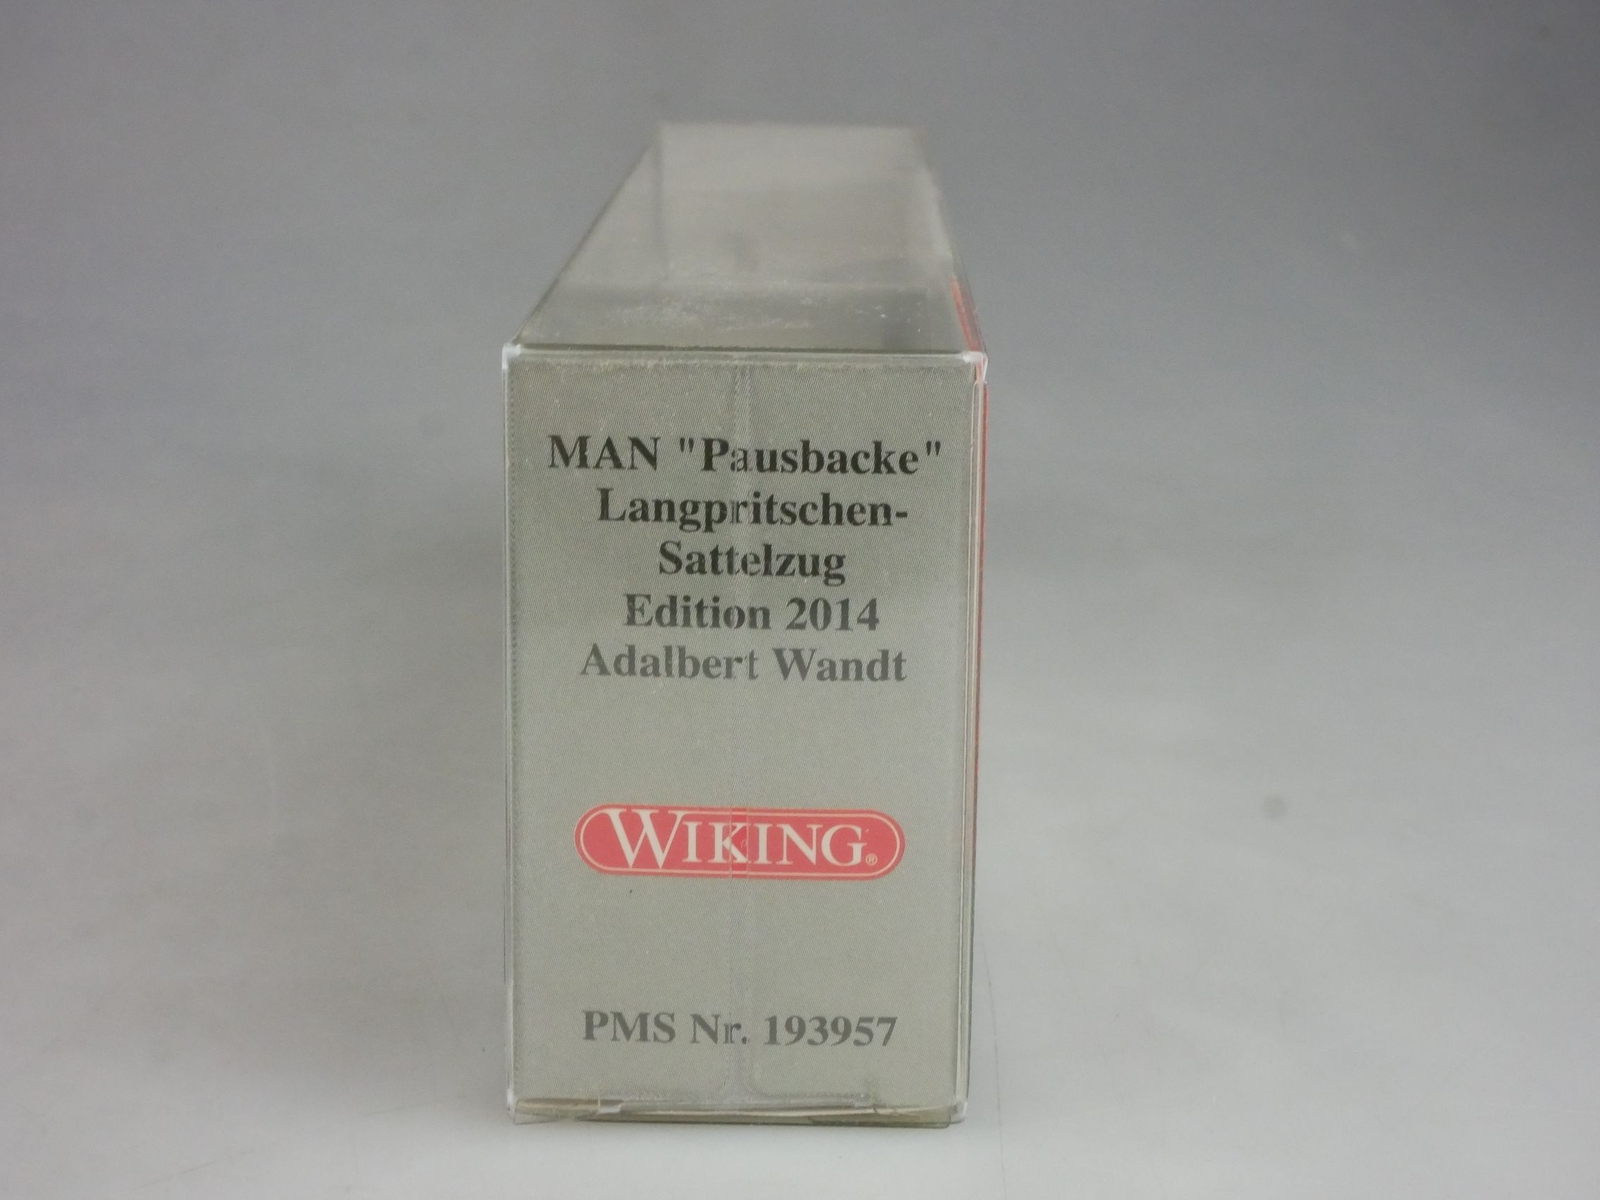 MAN "Pausbacke"
Langpritschen-
Sattelzug
Edition 2014
Adalbert Wandt
WIKING®
PMS Nr. 193957